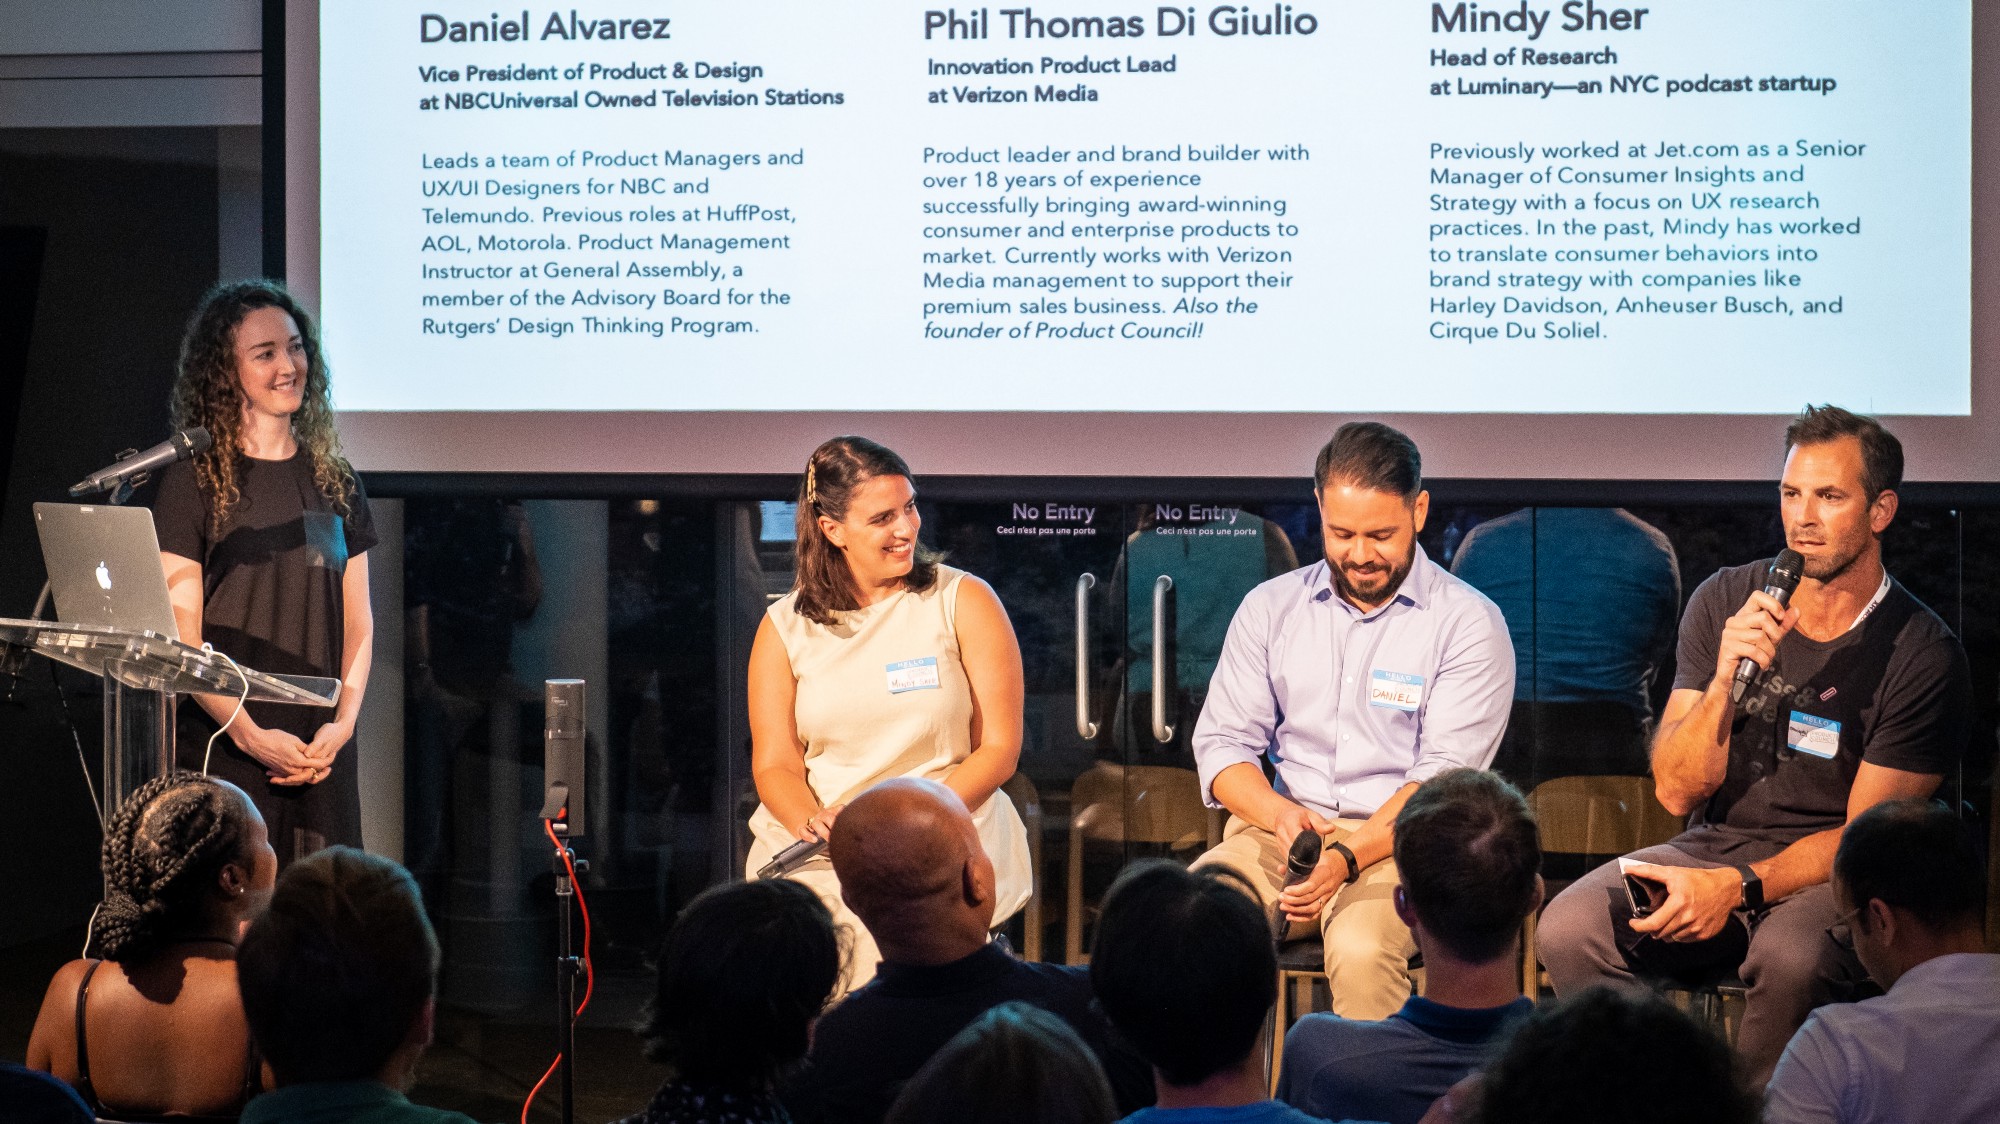 Daniel Alvarez
Vice President of Product & Design
at NBCUniversal Owned Television Stations
Leads a team of Product Managers and
UX/UI Designers for NBC and
Telemundo. Previous roles at HuffPost,
AOL, Motorola. Product Management
Instructor at General Assembly, a
member of the Advisory Board for the
Rutgers' Design Thinking Program.
Phil Thomas Di Giulio
Innovation Product Lead
at Verizon Media
Product leader and brand builder with
over 18 years of experience
successfully bringing award-winning
consumer and enterprise products to
market. Currently works with Verizon
Media management to support their
premium sales business. Also the
founder of Product Council!
Mindy Sher
Head of Research
at Luminary—an NYC podcast startup
Previously worked at Jet.com as a Senior
Manager of Consumer Insights and
Strategy with a focus on UX research
practices. In the past, Mindy has worked
to translate consumer behaviors into
brand strategy with companies like
Harley Davidson, Anheuser Busch, and
Cirque Du Soliel.
No Entry
Ceci n'est pas une porte
No Entry
Ceci n'est pas une porte
HELLO
HELLO
DANIEL
HELLO